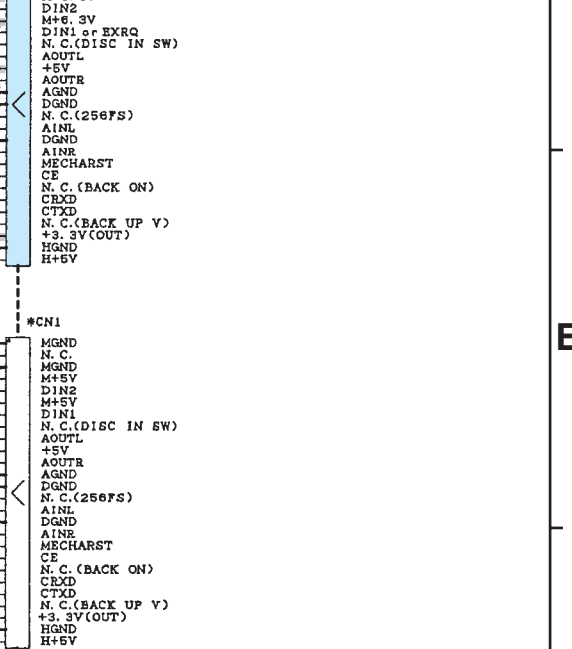 DIN2
M+6. 3V
DIN1 or EXRQ
N. C.(DISC IN SW)
AOUTL
+5V
AOUTR
AGND
DGND
N. C.(256FS)
AINL
DGND
AINR
MECHARST
CE
N. C.(BACK ON)
CRXD
CTXD
N. C.(BACK UP V)
+3. 3V(OUT)
HGND
H+5V
*CN1
MGND
N. C.
MGND
M+5V
DIN2
M+5V
DIN1
N. C.(DISC IN SW)
AOUTL
+5V
AOUTR
AGND
DGND
N. C.(256FS)
AINL
DGND
AINR
MECHARST
CE
N. C.(BACK ON)
CRXD
CTXD
N. C.(BACK UP V)
+3. 3V(OUT)
HGND
H+5V